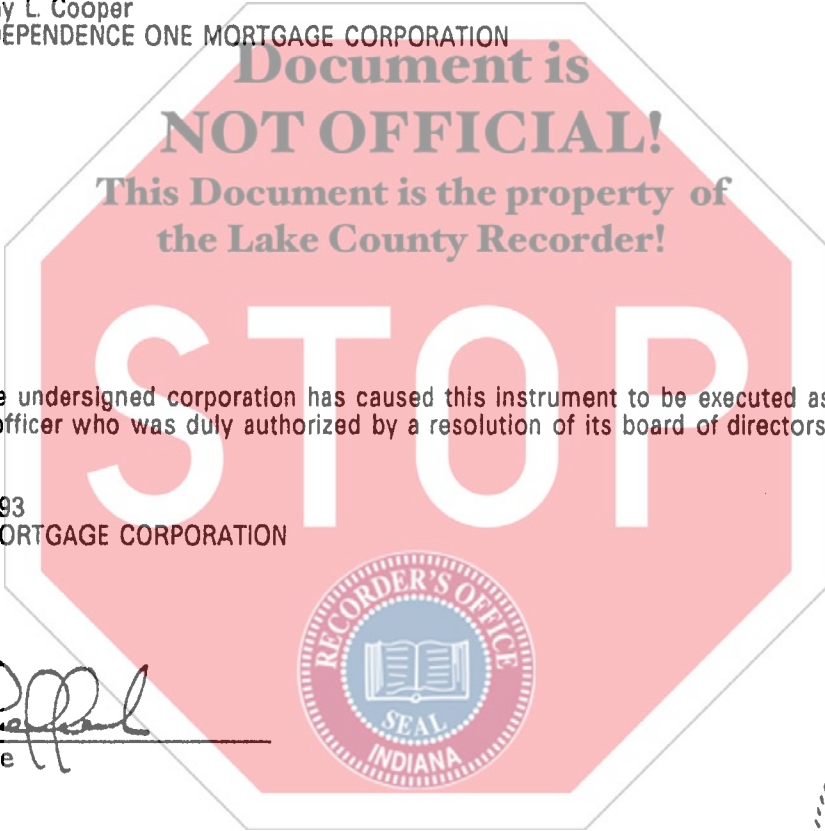 y L. Cooper
EPENDENCE ONE MORTGAGE CORPORATION
Document is
NOT OFFICIAL!
This Document is the property of
the Lake County Recorder!
STOP
e undersigned corporation has caused this instrument to be executed as
officer who was duly authorized by a resolution of its board of directors
93
ORTGAGE CORPORATION
RECORDER'S OFFICE
SEAL
INDIANA
e